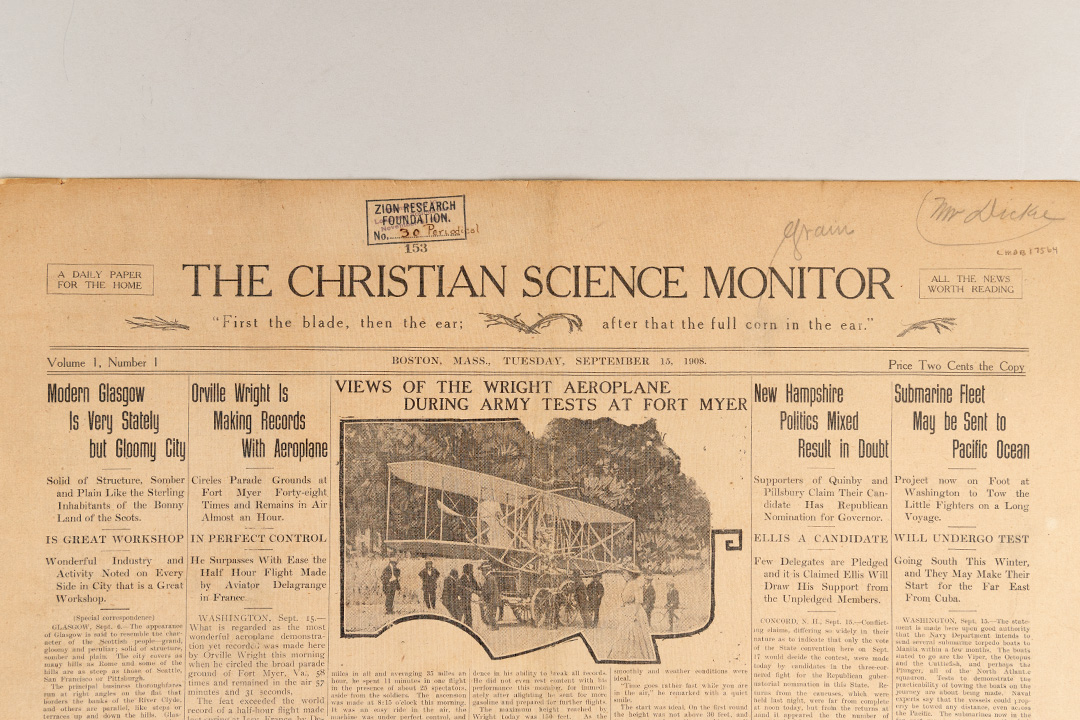 ZION RESEARCH
FOUNDATION.
No. 30 Periodical
153
Mr Dickie
A DAILY PAPER
FOR THE HOME
THE CHRISTIAN SCIENCE MONITOR
ALL THE NEWS
WORTH READING
"First the blade, then the ear;
after that the full corn in the ear."
Volume 1, Number 1
BOSTON, MASS., TUESDAY, SEPTEMBER 15, 1908.
Price Two Cents the Copy
Modern Glasgow
Is Very Stately
but Gloomy City
Solid of Structure, Somber
and Plain Like the Sterling
Inhabitants of the Bonny
Land of the Scots.
IS GREAT WORKSHOP
Wonderful Industry and
Activity Noted on Every
Side in City that is a Great
Workshop.
(Special correspondence)
GLASGOW, Sept. 6.—The appearance
of Glasgow is said to resemble the char-
acter of the Scottish people—grand,
gloomy and peculiar; solid of structure,
somber and plain. The city covers as
many hills as Rome and some of the
hills are as steep as those of Seattle,
San Francisco or Pittsburgh.
The principal business thoroughfares
run at right angles on the flat that
borders the banks of the River Clyde,
and others are parallel, like steps or
terraces up and down the hills. Glas-
Orville Wright Is
Making Records
With Aeroplane
Circles Parade Grounds at
Fort Myer Forty-eight
Times and Remains in Air
Almost an Hour.
IN PERFECT CONTROL
He Surpasses With Ease the
Half Hour Flight Made
by Aviator Delagrange
in France
WASHINGTON, Sept. 15.—
What is regarded as the most
wonderful aeroplane demonstra-
tion yet recorded was made here
by Orville Wright this morning
when he circled the broad parade
ground of Fort Myer, Va., 58
times and remained in the air 57
minutes and 31 seconds.
The feat exceeded the world
record of a half-hour flight made
VIEWS OF THE WRIGHT AEROPLANE
DURING ARMY TESTS AT FORT MYER
miles in all and averaging 35 miles an
hour, he spent 11 minutes in one flight
in the presence of about 25 spectators,
aside from the soldiers. The ascension
was made at 8:15 o'clock this morning.
It was an easy ride in the air, the
machine was under perfect control, and
dence in his ability to break all records.
He did not even rest content with his
performance this morning, for immedi-
ately after alighting he sent for more
gasoline and prepared for further flights
The maximum height reached by
Wright today was 150 feet. As the
smoothly and weather conditions were
ideal.
"Time goes rather fast while you are
in the air," he remarked with a quiet
smile.
The start was ideal. On the first round
the height was not above 30 feet, and
New Hampshire
Politics Mixed
Result in Doubt
Supporters of Quinby and
Pillsbury Claim Their Can-
didate Has Republican
Nomination for Governor.
ELLIS A CANDIDATE
Few Delegates are Pledged
and it is Claimed Ellis Will
Draw His Support from
the Unpledged Members.
CONCORD, N. H., Sept. 15.—Conflict-
ing claims, differing so widely in their
nature as to indicate that only the vote
of the State convention here on Sept.
17 would decide the contest, were made
today by candidates in the three-cor-
nered fight for the Republican guber-
natorial nomination in this State. Re-
turns from the caucuses, which were
held last night, were far from complete
at noon today, but from the returns at
hand it appeared the the number of
Submarine Fleet
May be Sent to
Pacific Ocean
Project now on Foot at
Washington to Tow the
Little Fighters on a Long
Voyage.
WILL UNDERGO TEST
Going South This Winter,
and They May Make Their
Start for the Far East
From Cuba.
WASHINGTON, Sept. 15.—The state-
ment is made here upon good authority
that the Navy Department intends to
send several submarine torpedo boats to
Manila within a few months. The boats
slated to go are the Viper, the Octopus
and the Cuttlefish, and perhaps the
Plunger, all of the North Atlantic
squadron. Tests to demonstrate the
practicability of towing the boats on the
journey are about being made. Naval
experts say that the vessels could prop-
erly be towed any distance, even across
the Pacific. The submarines now in the